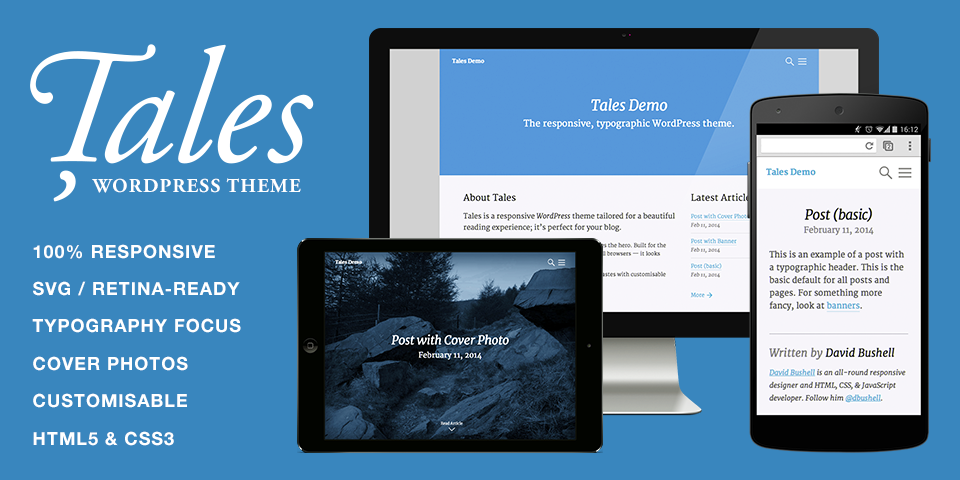 Tales
WORDPRESS THEME
100% RESPONSIVE
SVG / RETINA-READY
TYPOGRAPHY FOCUS
COVER PHOTOS
CUSTOMISABLE
HTML5 & CSS3
Tales Demo
Tales Demo
The responsive, typographic WordPress theme.
About Tales
Tales is a responsive WordPress theme tailored for a beautiful
reading experience; it's perfect for your blog.
es the hero. Built for the
ll browsers — it looks
tastes with customisable
Latest Articl
Post with Cover Photo
Feb 11, 2014
Post with Banner
Feb 11, 2014
Post (basic)
Feb 11, 2014
More →
Tales Demo
Post with Cover Photo
February 11, 2014
Read Article
16:12
Tales Demo
Post (basic)
February 11, 2014
This is an example of a post with
a typographic header. This is the
basic default for all posts and
pages. For something more
fancy, look at banners.
Written by David Bushell
David Bushell is an all-round responsive
designer and HTML, CSS, & JavaScript
developer. Follow him @dbushell.